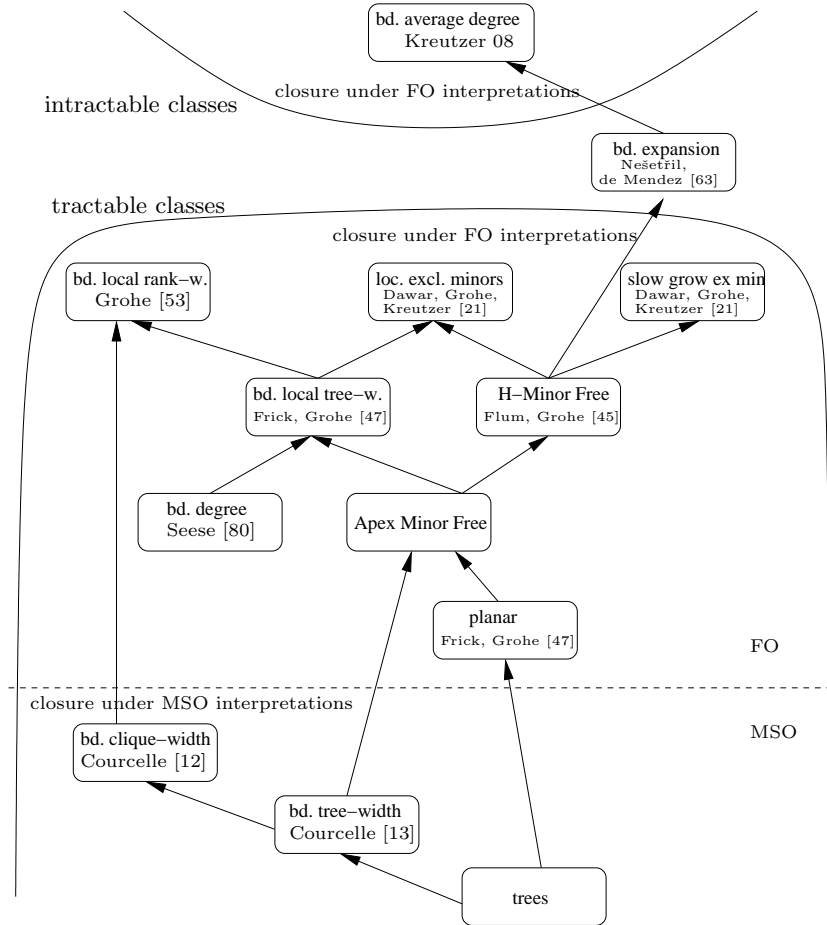 bd. average degree
Kreutzer 08
closure under FO interpretations
intractable classes
bd. expansion
Nešetřil,
de Mendez [63]
tractable classes
closure under FO interpretations
bd. local rank−w.
Grohe [53]
loc. excl. minors
Dawar, Grohe,
Kreutzer [21]
slow grow ex min
Dawar, Grohe,
Kreutzer [21]
bd. local tree−w.
Frick, Grohe [47]
H−Minor Free
Flum, Grohe [45]
bd. degree
Seese [80]
Apex Minor Free
planar
Frick, Grohe [47]
FO
closure under MSO interpretations
MSO
bd. clique−width
Courcelle [12]
bd. tree−width
Courcelle [13]
trees